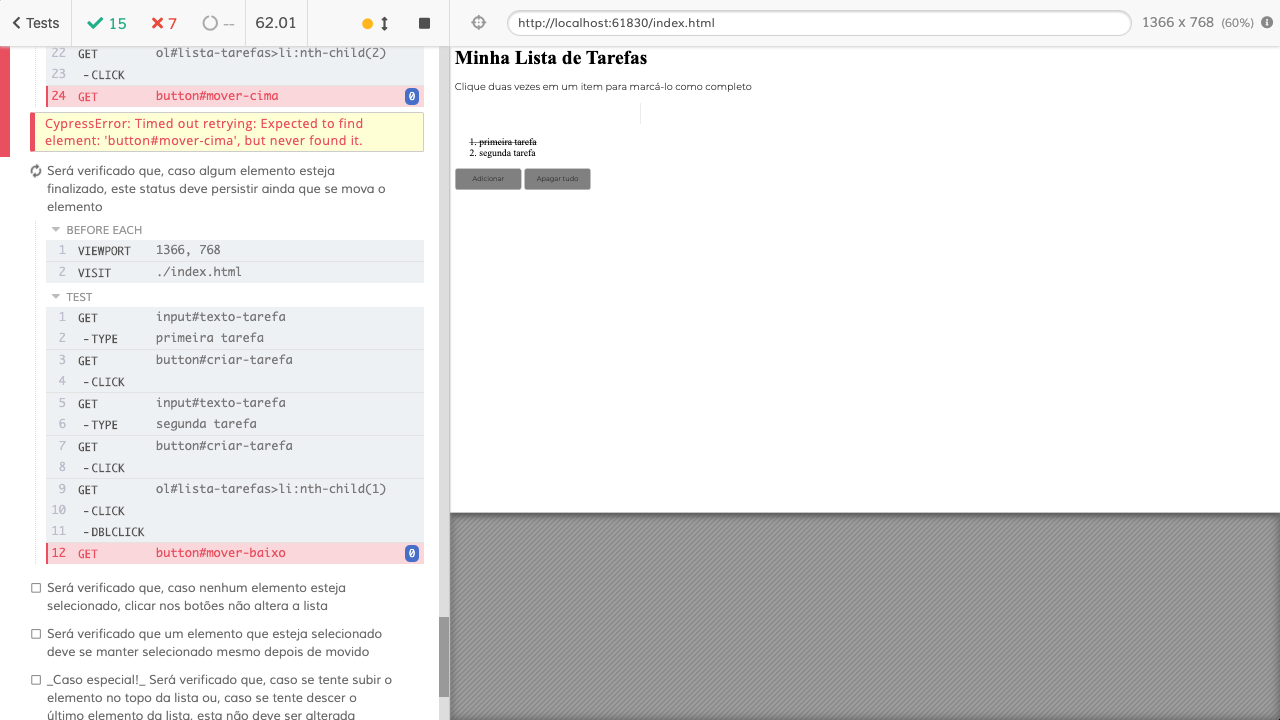 Tests
15
7
--
62.01
http://localhost:61830/index.html
1366 x 768 (60%)
22 GET ol#lista-tarefas>li:nth-child(2)
23 -CLICK
24 GET button#mover-cima 0
CypressError: Timed out retrying: Expected to find
element: 'button#mover-cima', but never found it.
Será verificado que, caso algum elemento esteja
finalizado, este status deve persistir ainda que se mova o
elemento
BEFORE EACH
1 VIEWPORT 1366, 768
2 VISIT ./index.html
TEST
1 GET input#texto-tarefa
2 -TYPE primeira tarefa
3 GET button#criar-tarefa
4 -CLICK
5 GET input#texto-tarefa
6 -TYPE segunda tarefa
7 GET button#criar-tarefa
8 -CLICK
9 GET ol#lista-tarefas>li:nth-child(1)
10 -CLICK
11 -DBLCLICK
12 GET button#mover-baixo 0
Será verificado que, caso nenhum elemento esteja
selecionado, clicar nos botões não altera a lista
Será verificado que um elemento que esteja selecionado
deve se manter selecionado mesmo depois de movido
_Caso especial!_ Será verificado que, caso se tente subir o
elemento no topo da lista ou, caso se tente descer o
último elemento da lista, esta não deve ser alterada
Minha Lista de Tarefas
Clique duas vezes em um item para marcá-lo como completo
1. primeira tarefa
2. segunda tarefa
Adicionar
Apagar tudo